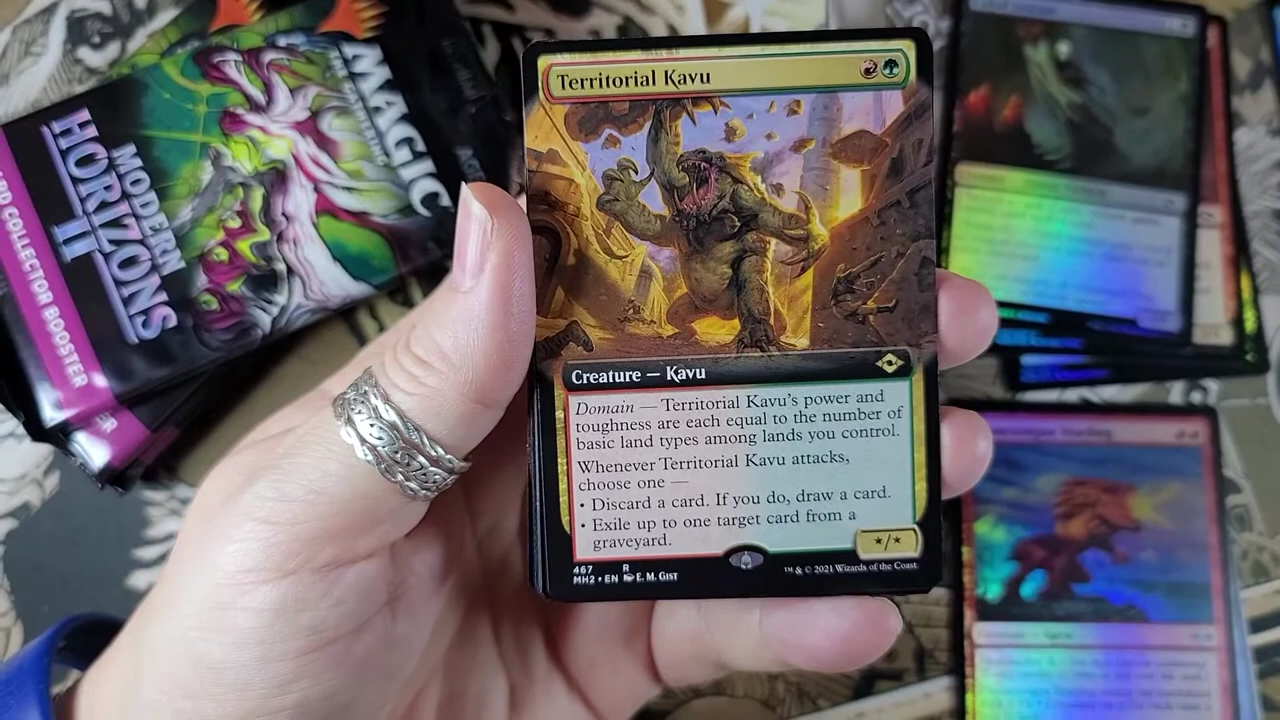 MAGIC
MODERN
HORIZONS
II
COLLECTOR BOOSTER
Territorial Kavu
Creature — Kavu
Domain — Territorial Kavu's power and
toughness are each equal to the number of
basic land types among lands you control.
Whenever Territorial Kavu attacks,
choose one —
• Discard a card. If you do, draw a card.
• Exile up to one target card from a
graveyard.
★/★
467 R
MH2 • EN E. M. Gist
™ & © 2021 Wizards of the Coast